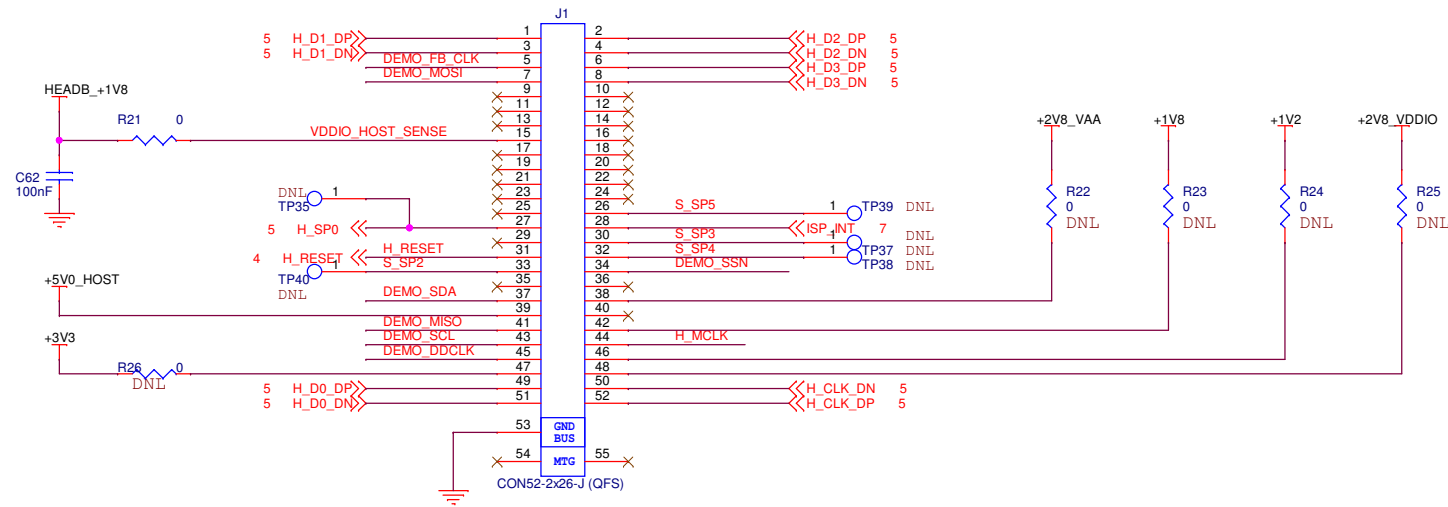 J1
5 H_D1_DP 1 2 H_D2_DP 5
5 H_D1_DN 3 4 H_D2_DN 5
DEMO_FB_CLK 5 6 H_D3_DP 5
DEMO_MOSI 7 8 H_D3_DN 5
HEADB_+1V8 9 10
11 12
R21 0 13 14 +2V8_VAA +1V8 +1V2 +2V8_VDDIO
VDDIO_HOST_SENSE 15 16
17 18
C62 19 20
100nF 21 22 R22 R23 R24 R25
DNL 1 23 24 0 0 0 0
TP35 25 26 S_SP5 1 TP39 DNL DNL DNL DNL DNL
5 H_SP0 27 28 ISP_INT 7
29 30 S_SP3 1 TP37 DNL
4 H_RESET H_RESET 31 32 S_SP4 1 TP38 DNL
TP40 1 S_SP2 33 34 DEMO_SSN DNL
+5V0_HOST DNL 35 36
DEMO_SDA 37 38
39 40
DEMO_MISO 41 42
+3V3 DEMO_SCL 43 44 H_MCLK
DEMO_DDCLK 45 46
R26 0 47 48
DNL
5 H_D0_DP 49 50 H_CLK_DN 5
5 H_D0_DN 51 52 H_CLK_DP 5
53 GND
BUS
54 MTG 55
CON52-2x26-J (QFS)